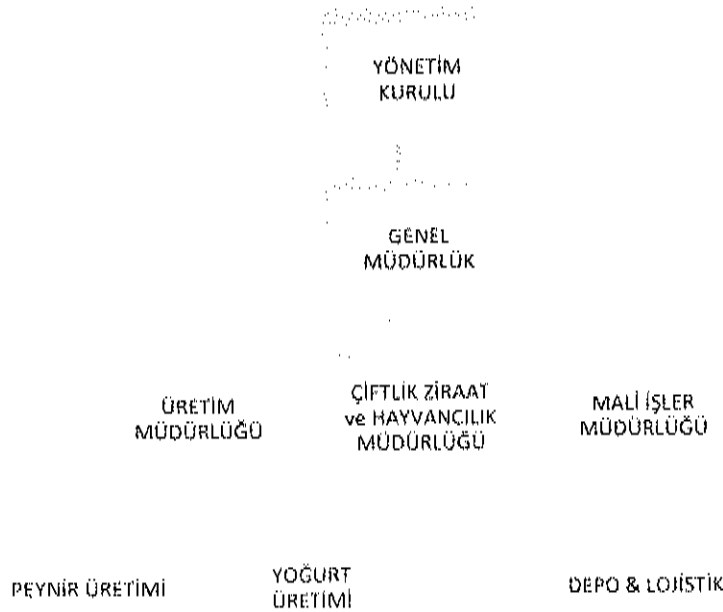 YÖNETİM
KURULU
GENEL
MÜDÜRLÜK
ÜRETİM
MÜDÜRLÜĞÜ
ÇİFTLİK ZİRAAT
ve HAYVANCILIK
MÜDÜRLÜĞÜ
MALİ İŞLER
MÜDÜRLÜĞÜ
PEYNİR ÜRETİMİ
YOĞURT
ÜRETİMİ
DEPO & LOJİSTİK